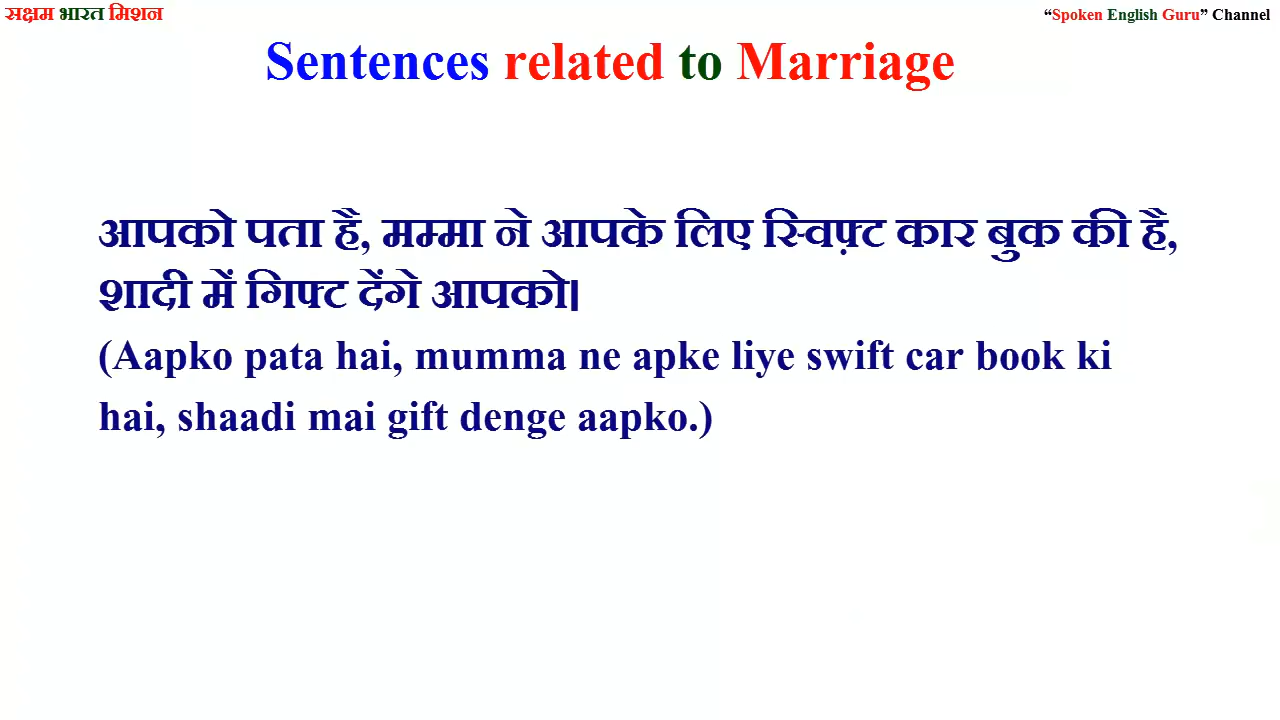 सक्षम भारत मिशन
“Spoken English Guru” Channel
Sentences related to Marriage
आपको पता है, मम्मा ने आपके लिए स्विफ़्ट कार बुक की है,
शादी में गिफ्ट देंगे आपको।
(Aapko pata hai, mumma ne apke liye swift car book ki
hai, shaadi mai gift denge aapko.)